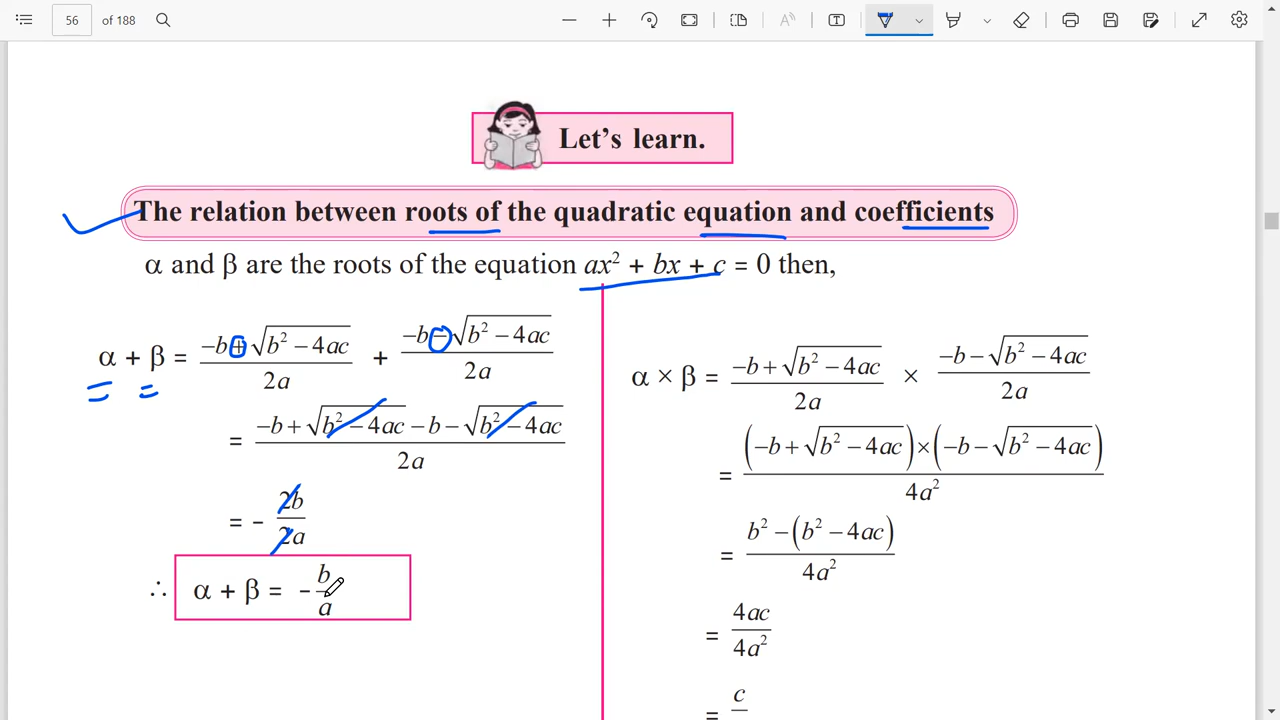 56 of 188
Let's learn.
The relation between roots of the quadratic equation and coefficients
α and β are the roots of the equation ax² + bx + c = 0 then,
α + β = (-b + √(b² - 4ac))/2a + (-b - √(b² - 4ac))/2a
= (-b + √(b² - 4ac) - b - √(b² - 4ac))/2a
= - 2b/2a
∴ α + β = - b/a
α × β = (-b + √(b² - 4ac))/2a × (-b - √(b² - 4ac))/2a
= ((-b + √(b² - 4ac)) × (-b - √(b² - 4ac)))/4a²
= (b² - (b² - 4ac))/4a²
= 4ac/4a²
= c